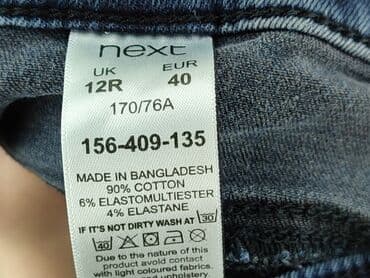 next
UK EUR
12R 40
170/76A
156-409-135
MADE IN BANGLADESH
90% COTTON
6% ELASTOMULTIESTER
4% ELASTANE
IF IT'S NOT DIRTY WASH AT 30
40
Due to the nature of this
product avoid contact
with light coloured fabrics,
and upholstery